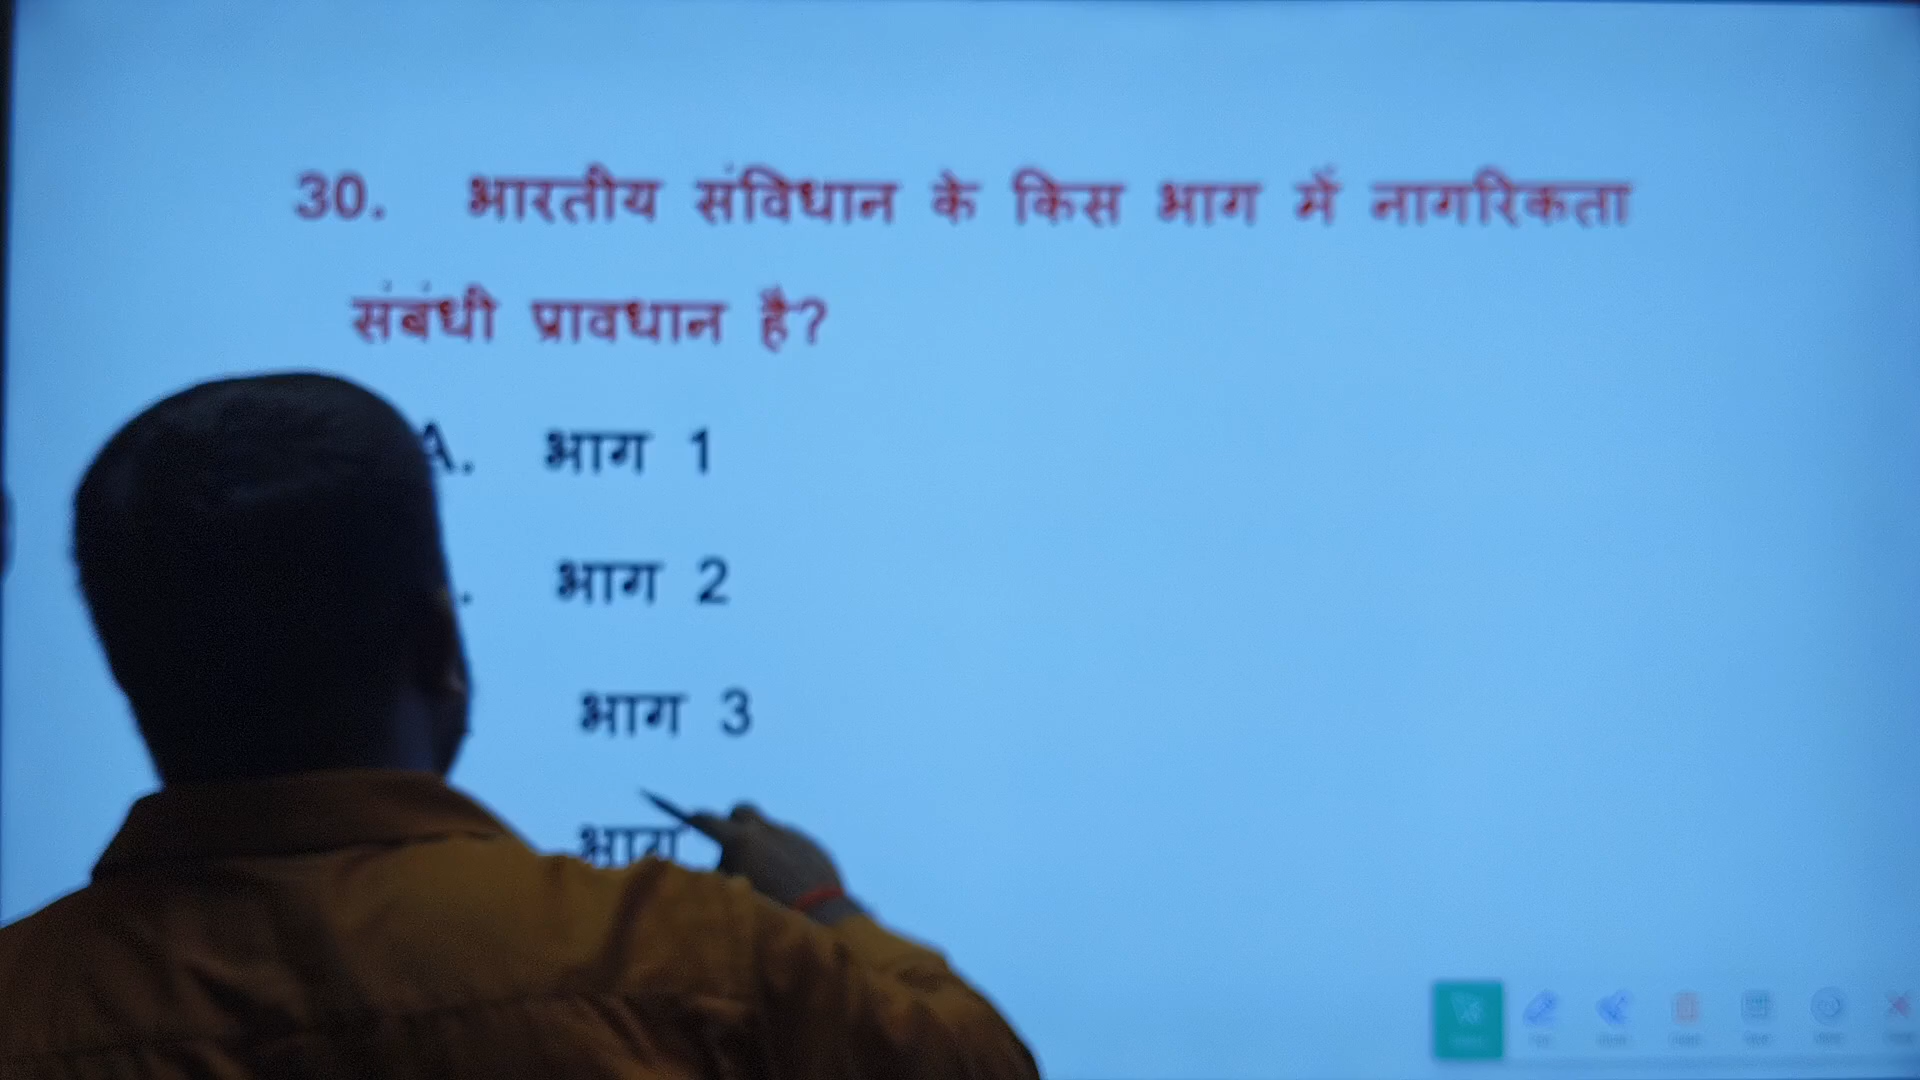 30. भारतीय संविधान के किस भाग में नागरिकता
संबंधी प्रावधान है?
A. भाग 1
. भाग 2
भाग 3
भाग